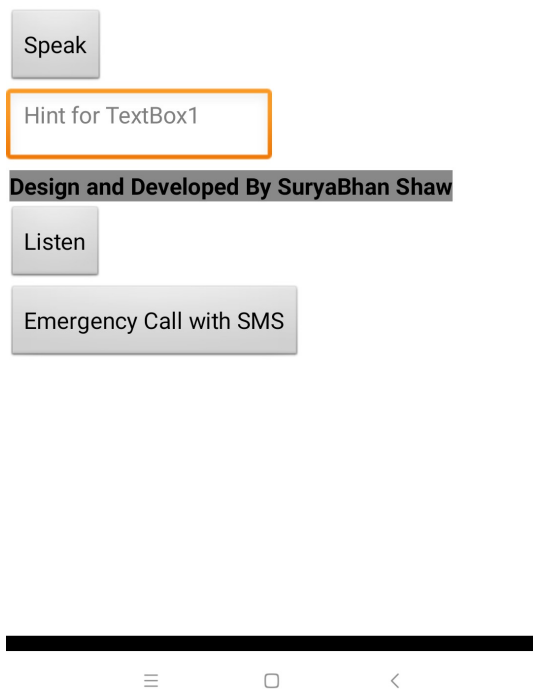 Speak
Hint for TextBox1
Design and Developed By SuryaBhan Shaw
Listen
Emergency Call with SMS